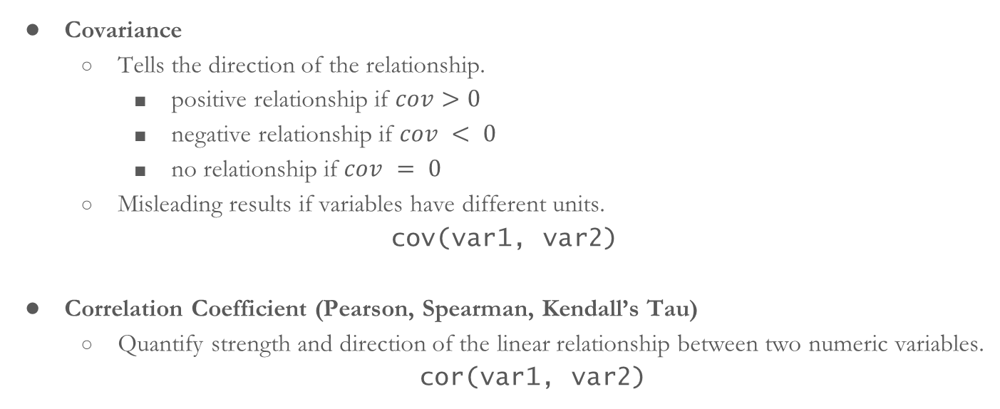 ● Covariance
○ Tells the direction of the relationship.
■ positive relationship if cov > 0
■ negative relationship if cov < 0
■ no relationship if cov = 0
○ Misleading results if variables have different units.
cov(var1, var2)
● Correlation Coefficient (Pearson, Spearman, Kendall's Tau)
○ Quantify strength and direction of the linear relationship between two numeric variables.
cor(var1, var2)